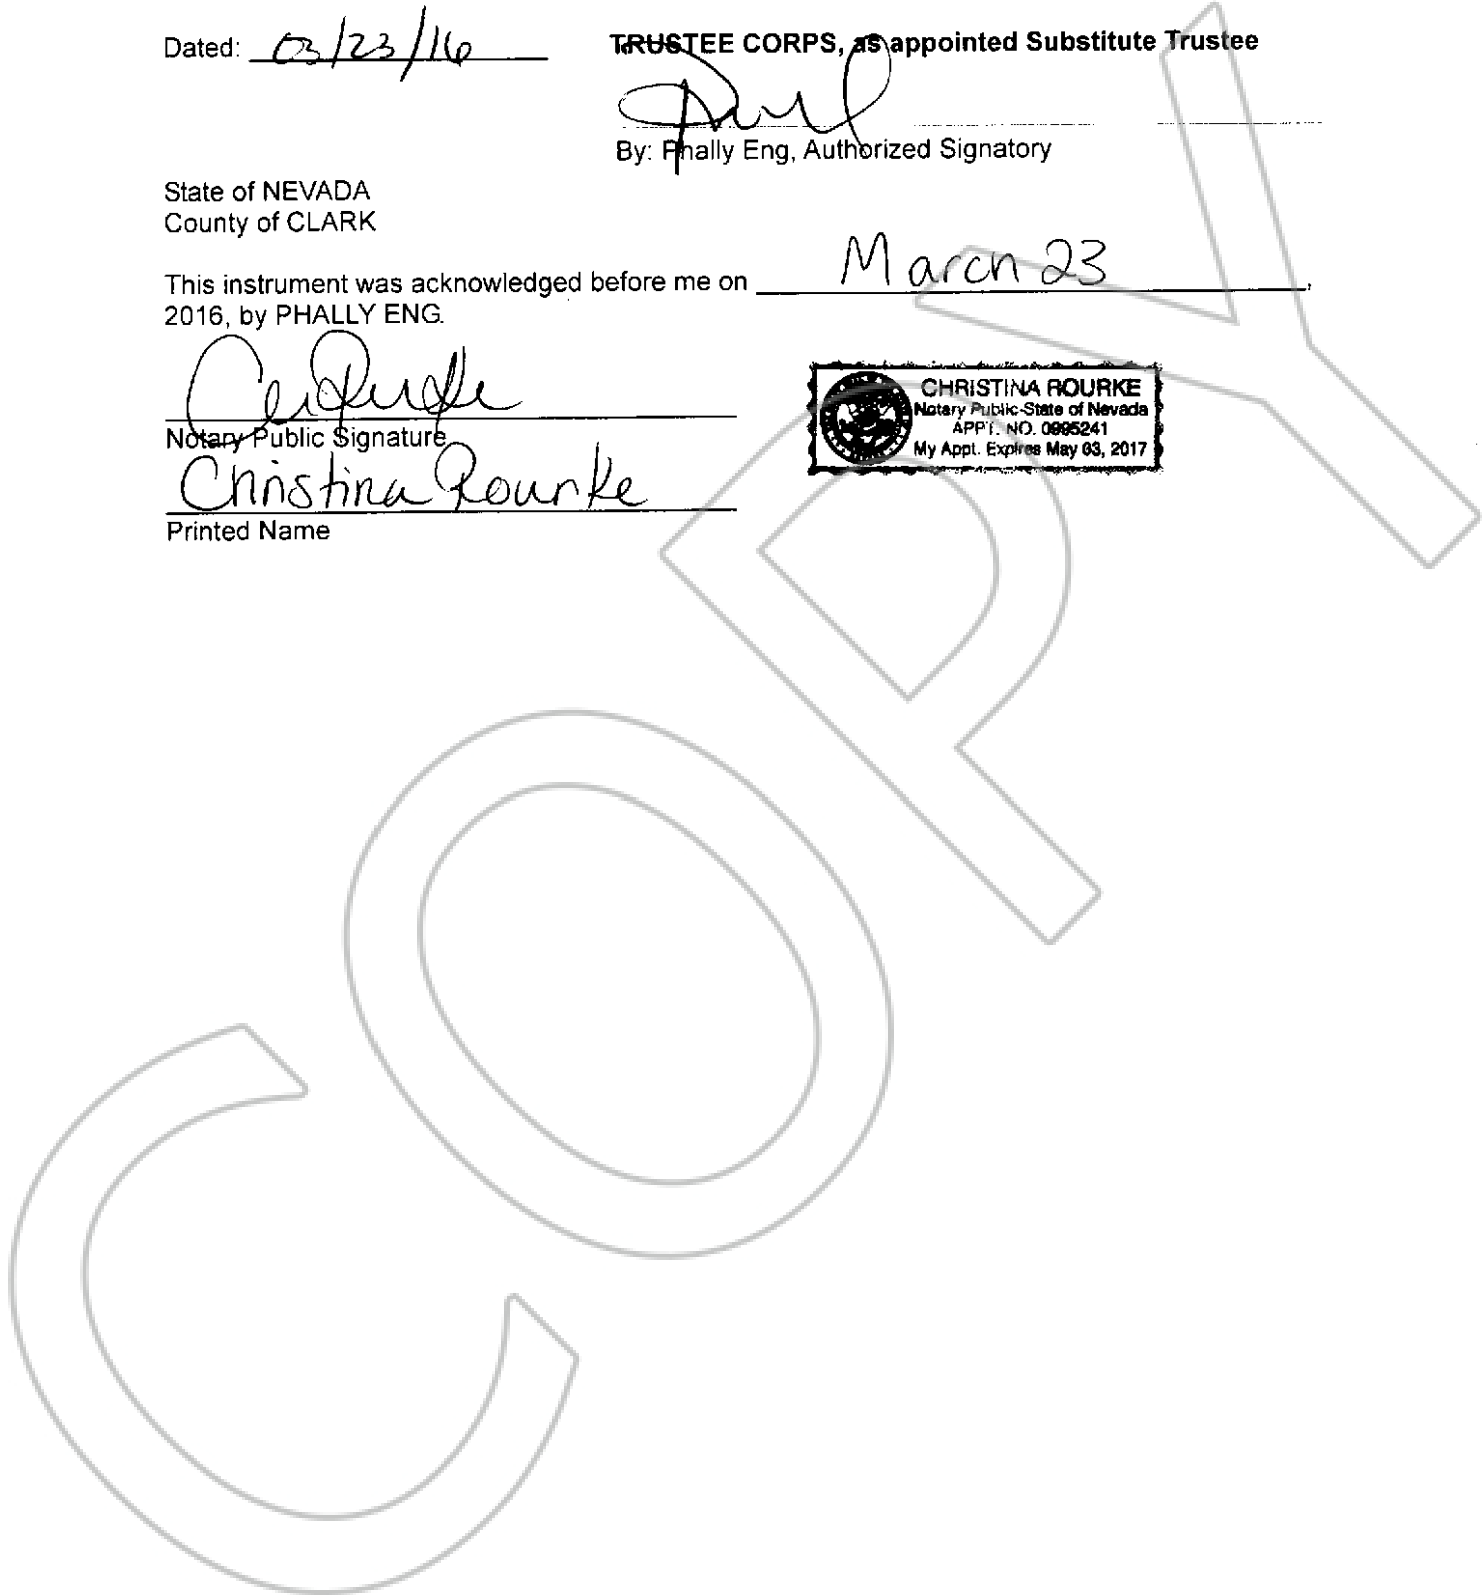 Dated: 03/23/16
TRUSTEE CORPS, as appointed Substitute Trustee
By: Phally Eng, Authorized Signatory
State of NEVADA
County of CLARK
This instrument was acknowledged before me on March 23,
2016, by PHALLY ENG.
Notary Public Signature
Christina Rourke
Printed Name
CHRISTINA ROURKE
Notary Public-State of Nevada
APPT. NO. 0995241
My Appt. Expires May 03, 2017
COPY